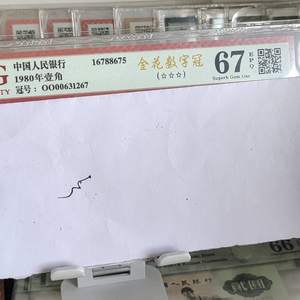 中国人民银行
1980年壹角
冠号：OO00631267
16788675
金花数字冠
(☆☆☆)
67
EPQ
Superb Gem Unc